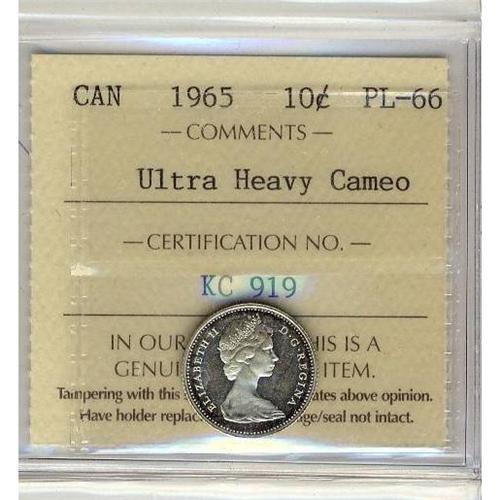 CAN 1965 10¢ PL-66
— COMMENTS —
Ultra Heavy Cameo
— CERTIFICATION NO. —
KC 919
IN OUR HIS IS A
GENUI ITEM.
Tampering with this ates above opinion.
Have holder replac ge/seal not intact.
ELIZABETH II D·G·REGINA